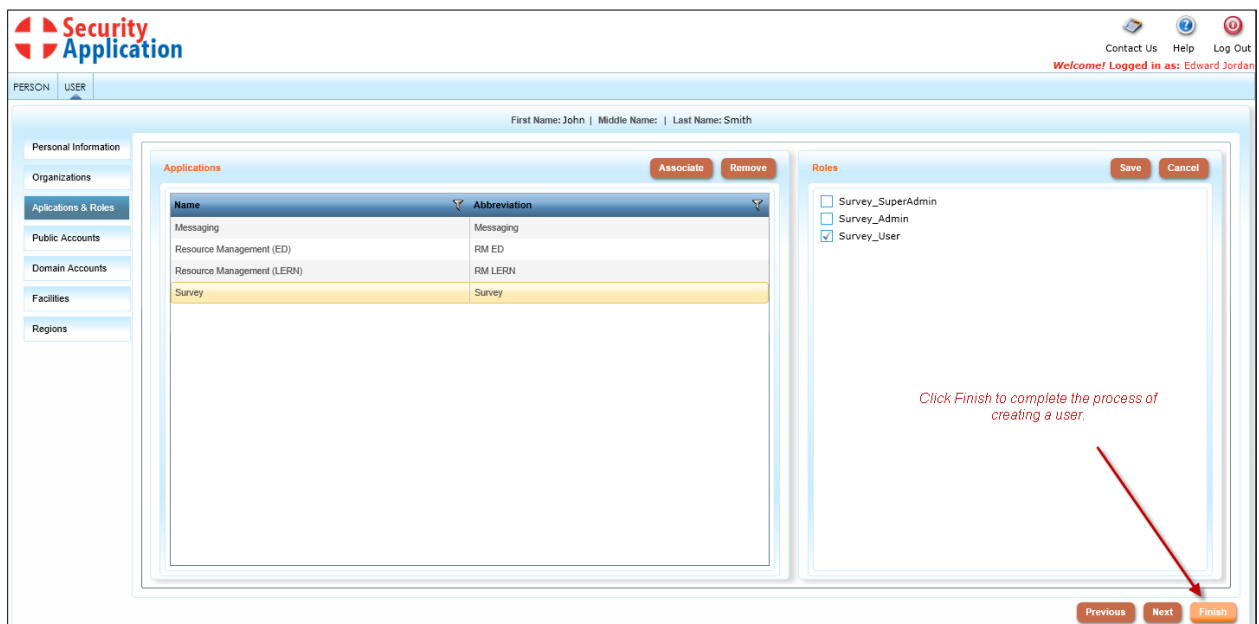 Security
Application
Contact Us Help Log Out
Welcome! Logged in as: Edward Jordan
PERSON USER
First Name: John | Middle Name: | Last Name: Smith
Personal Information
Organizations
Aplications & Roles
Public Accounts
Domain Accounts
Facilities
Regions
Applications Associate Remove
Name Abbreviation
Messaging Messaging
Resource Management (ED) RM ED
Resource Management (LERN) RM LERN
Survey Survey
Roles Save Cancel
Survey_SuperAdmin
Survey_Admin
Survey_User
Click Finish to complete the process of
creating a user.
Previous Next Finish